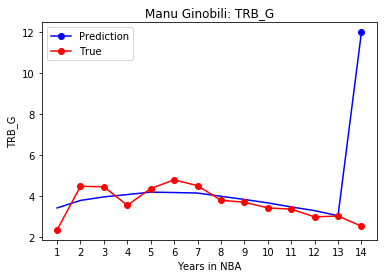 Manu Ginobili: TRB_G
Prediction
True
12
10
8
6
4
2
TRB_G
1 2 3 4 5 6 7 8 9 10 11 12 13 14
Years in NBA